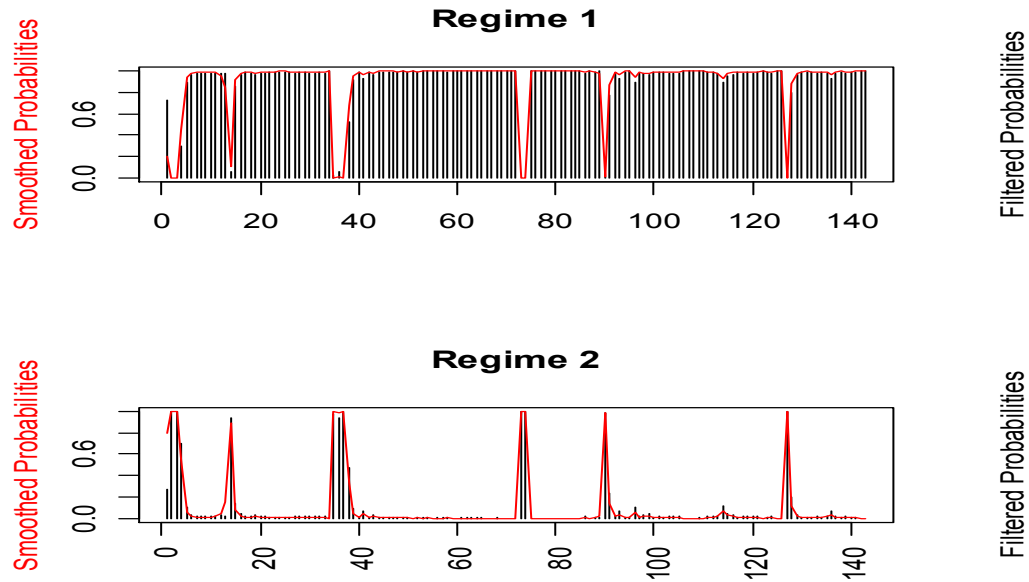 Regime 1
Smoothed Probabilities
Filtered Probabilities
0.6
0.0
0 20 40 60 80 100 120 140
Regime 2
Smoothed Probabilities
Filtered Probabilities
0.6
0.0
0 20 40 60 80 100 120 140